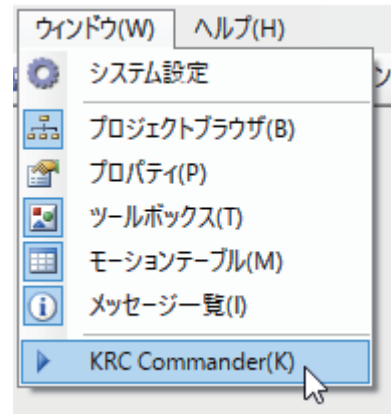 ウィンドウ(W) ヘルプ(H)
システム設定
プロジェクトブラウザ(B)
プロパティ(P)
ツールボックス(T)
モーションテーブル(M)
メッセージ一覧(I)
KRC Commander(K)